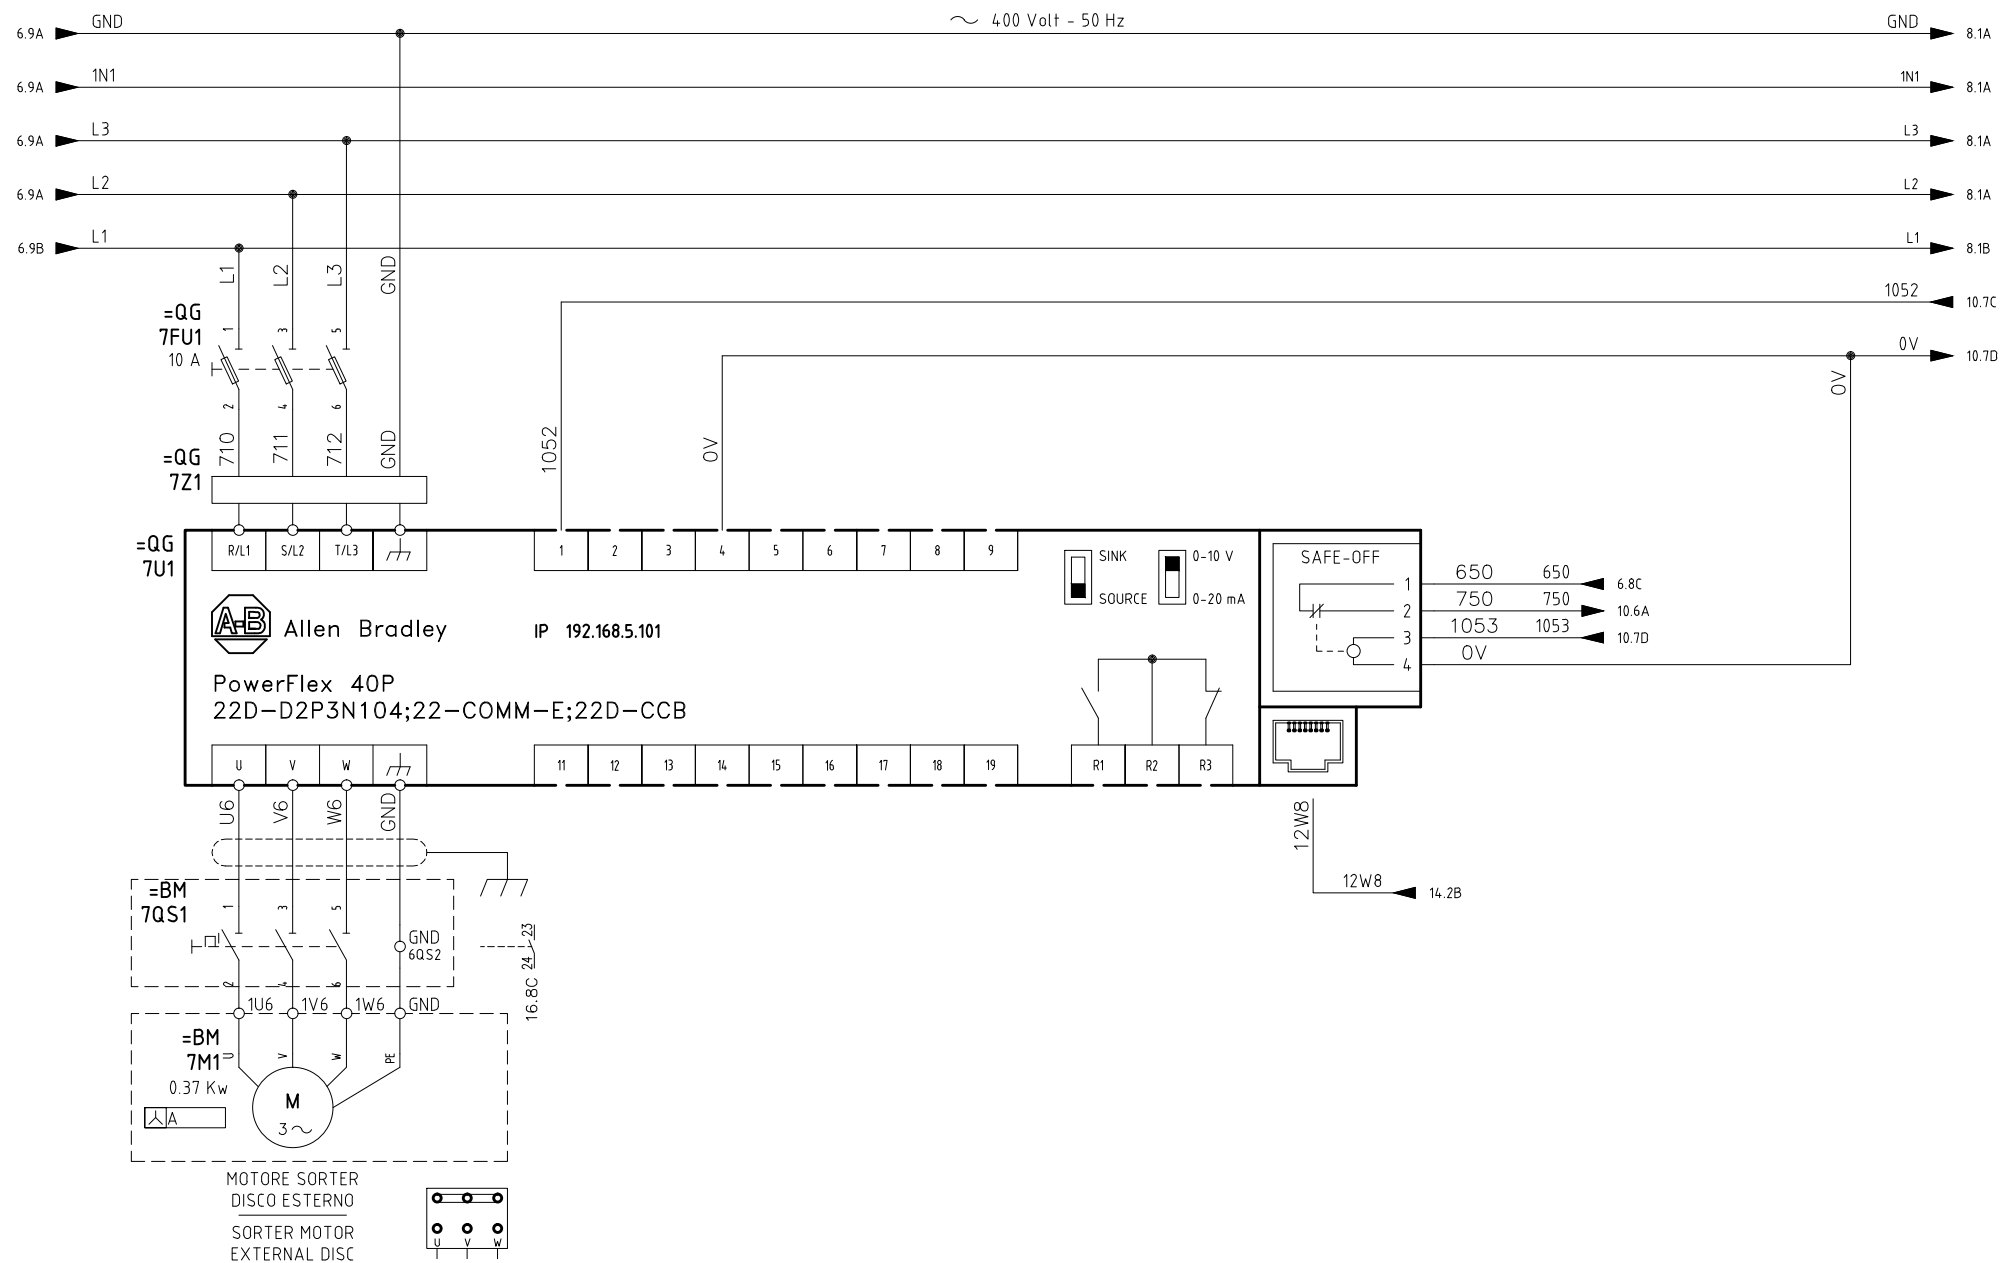 GND 400 Volt - 50 Hz GND
6.9A 8.1A
1N1 1N1
6.9A 8.1A
L3 L3
6.9A 8.1A
L2 L2
6.9A 8.1A
L1 L1
6.9B 8.1B
L1 L2 L3 GND
1052
10.7C
=QG
7FU1
10 A
1 3 5
0V
10.7D
0V
2 4 6
710 711 712 GND
1052 0V
=QG
7Z1
=QG
7U1
R/L1 S/L2 T/L3
1 2 3 4 5 6 7 8 9
SINK
SOURCE
0-10 V
0-20 mA
SAFE-OFF
1 650 650 6.8C
2 750 750 10.6A
3 1053 1053 10.7D
4 0V
A-B
Allen Bradley
IP 192.168.5.101
PowerFlex 40P
22D-D2P3N104;22-COMM-E;22D-CCB
U V W
11 12 13 14 15 16 17 18 19
R1 R2 R3
U6 V6 W6 GND
12W8
12W8 14.2B
=BM
7QS1
1 3 5
GND
6QS2
23
24
16.8C
2 4 6
1U6 1V6 1W6 GND
=BM
7M1
U V W PE
0.37 Kw
A
M
3
MOTORE SORTER
DISCO ESTERNO
SORTER MOTOR
EXTERNAL DISC
U V W